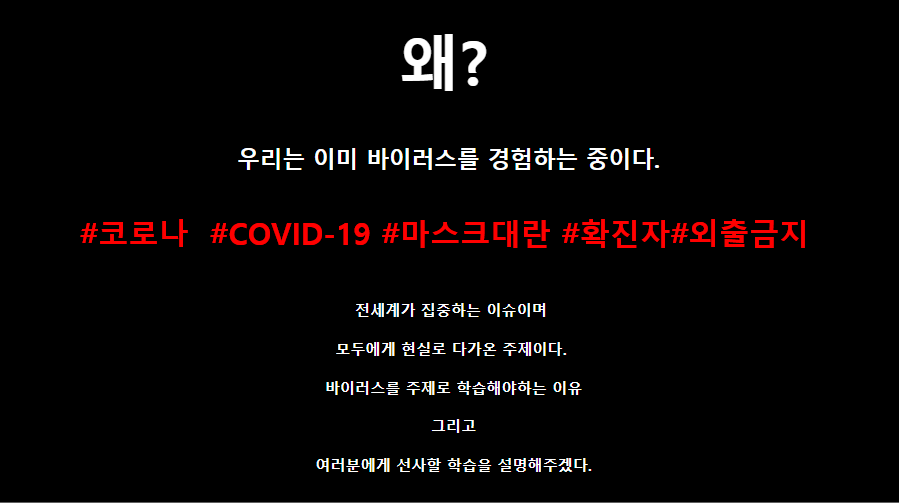 왜?
우리는 이미 바이러스를 경험하는 중이다.
#코로나  #COVID-19 #마스크대란 #확진자#외출금지
전세계가 집중하는 이슈이며
모두에게 현실로 다가온 주제이다.
바이러스를 주제로 학습해야하는 이유
그리고
여러분에게 선사할 학습을 설명해주겠다.